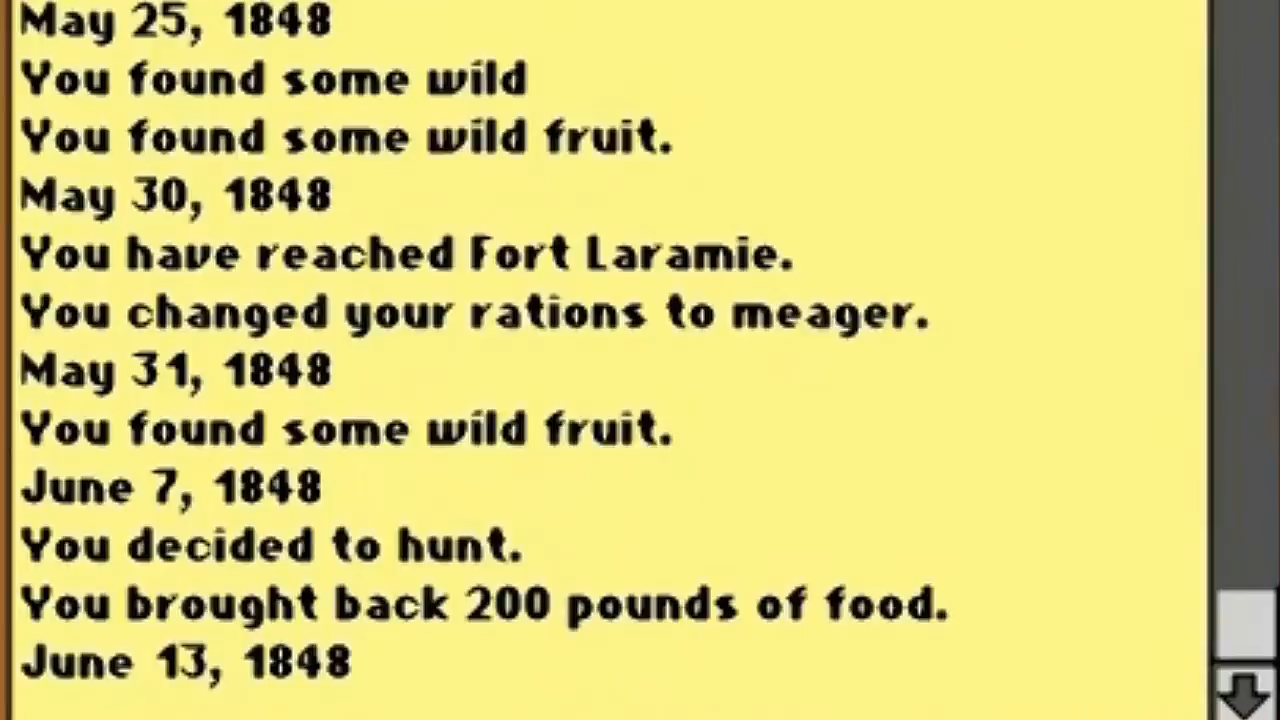 May 25, 1848
You found some wild
You found some wild fruit.
May 30, 1848
You have reached Fort Laramie.
You changed your rations to meager.
May 31, 1848
You found some wild fruit.
June 7, 1848
You decided to hunt.
You brought back 200 pounds of food.
June 13, 1848